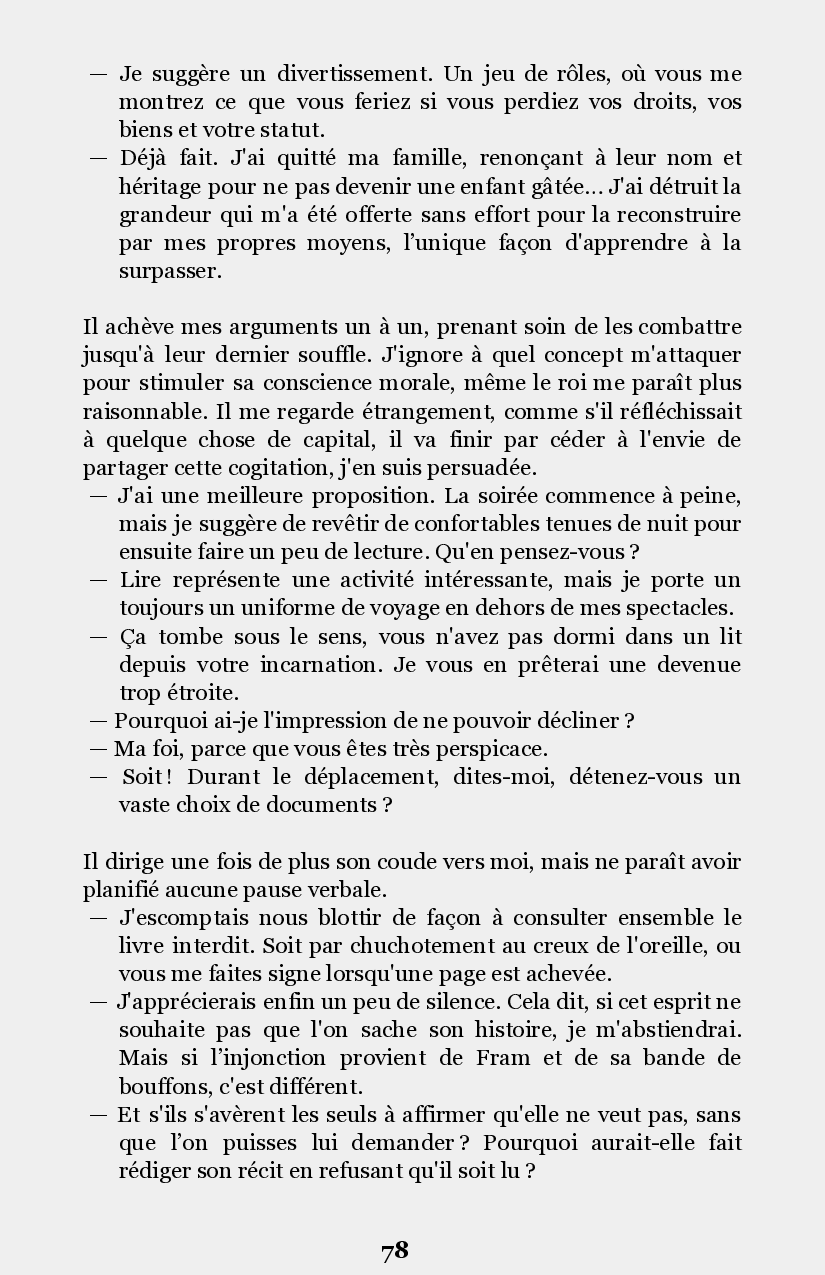 — Je suggère un divertissement. Un jeu de rôles, où vous me
montrez ce que vous feriez si vous perdiez vos droits, vos
biens et votre statut.
— Déjà fait. J'ai quitté ma famille, renonçant à leur nom et
héritage pour ne pas devenir une enfant gâtée... J'ai détruit la
grandeur qui m'a été offerte sans effort pour la reconstruire
par mes propres moyens, l’unique façon d'apprendre à la
surpasser.
Il achève mes arguments un à un, prenant soin de les combattre
jusqu'à leur dernier souffle. J'ignore à quel concept m'attaquer
pour stimuler sa conscience morale, même le roi me paraît plus
raisonnable. Il me regarde étrangement, comme s'il réfléchissait
à quelque chose de capital, il va finir par céder à l'envie de
partager cette cogitation, j'en suis persuadée.
— J'ai une meilleure proposition. La soirée commence à peine,
mais je suggère de revêtir de confortables tenues de nuit pour
ensuite faire un peu de lecture. Qu'en pensez-vous ?
— Lire représente une activité intéressante, mais je porte un
toujours un uniforme de voyage en dehors de mes spectacles.
— Ça tombe sous le sens, vous n'avez pas dormi dans un lit
depuis votre incarnation. Je vous en prêterai une devenue
trop étroite.
— Pourquoi ai-je l'impression de ne pouvoir décliner ?
— Ma foi, parce que vous êtes très perspicace.
— Soit ! Durant le déplacement, dites-moi, détenez-vous un
vaste choix de documents ?
Il dirige une fois de plus son coude vers moi, mais ne paraît avoir
planifié aucune pause verbale.
— J'escomptais nous blottir de façon à consulter ensemble le
livre interdit. Soit par chuchotement au creux de l'oreille, ou
vous me faites signe lorsqu'une page est achevée.
— J'apprécierais enfin un peu de silence. Cela dit, si cet esprit ne
souhaite pas que l'on sache son histoire, je m'abstiendrai.
Mais si l’injonction provient de Fram et de sa bande de
bouffons, c'est différent.
— Et s'ils s'avèrent les seuls à affirmer qu'elle ne veut pas, sans
que l’on puisses lui demander ? Pourquoi aurait-elle fait
rédiger son récit en refusant qu'il soit lu ?
78